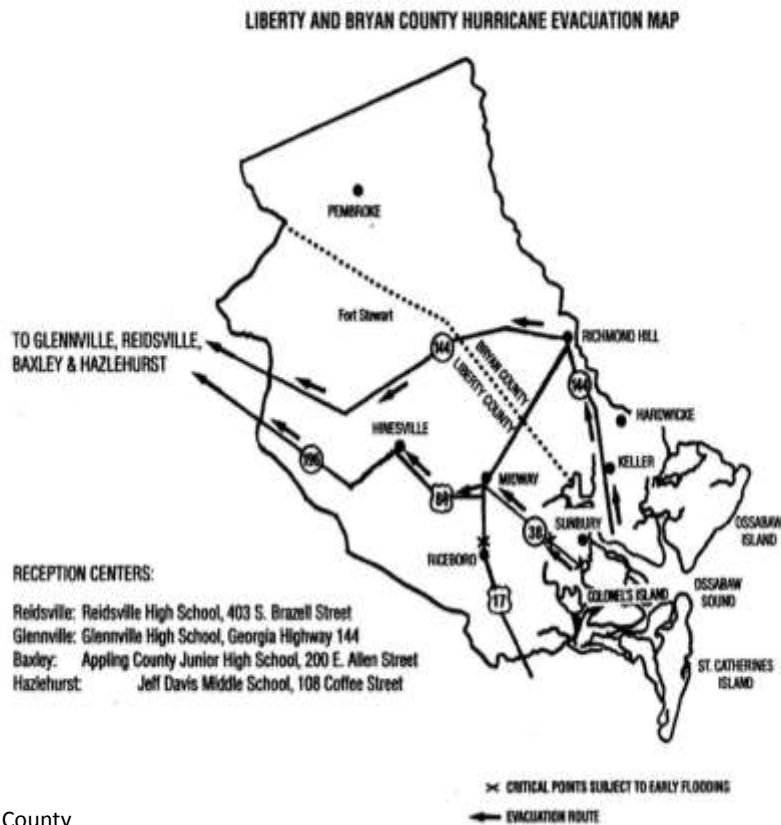 LIBERTY AND BRYAN COUNTY HURRICANE EVACUATION MAP
PEMBROKE
Fort Stewart
TO GLENNVILLE, REIDSVILLE,
BAXLEY & HAZLEHURST
144
RICHMOND HILL
BRYAN COUNTY
LIBERTY COUNTY
144
HARDWICKE
HINESVILLE
KELLER
196
MIDWAY
84
SUNBURY
38
OSSABAW
ISLAND
RICEBORO
COLONEL'S ISLAND
OSSABAW
SOUND
17
ST. CATHERINES
ISLAND
RECEPTION CENTERS:
Reidsville: Reidsville High School, 403 S. Brazell Street
Glennville: Glennville High School, Georgia Highway 144
Baxley: Appling County Junior High School, 200 E. Allen Street
Hazlehurst: Jeff Davis Middle School, 108 Coffee Street
CRITICAL POINTS SUBJECT TO EARLY FLOODING
EVACUATION ROUTE
County